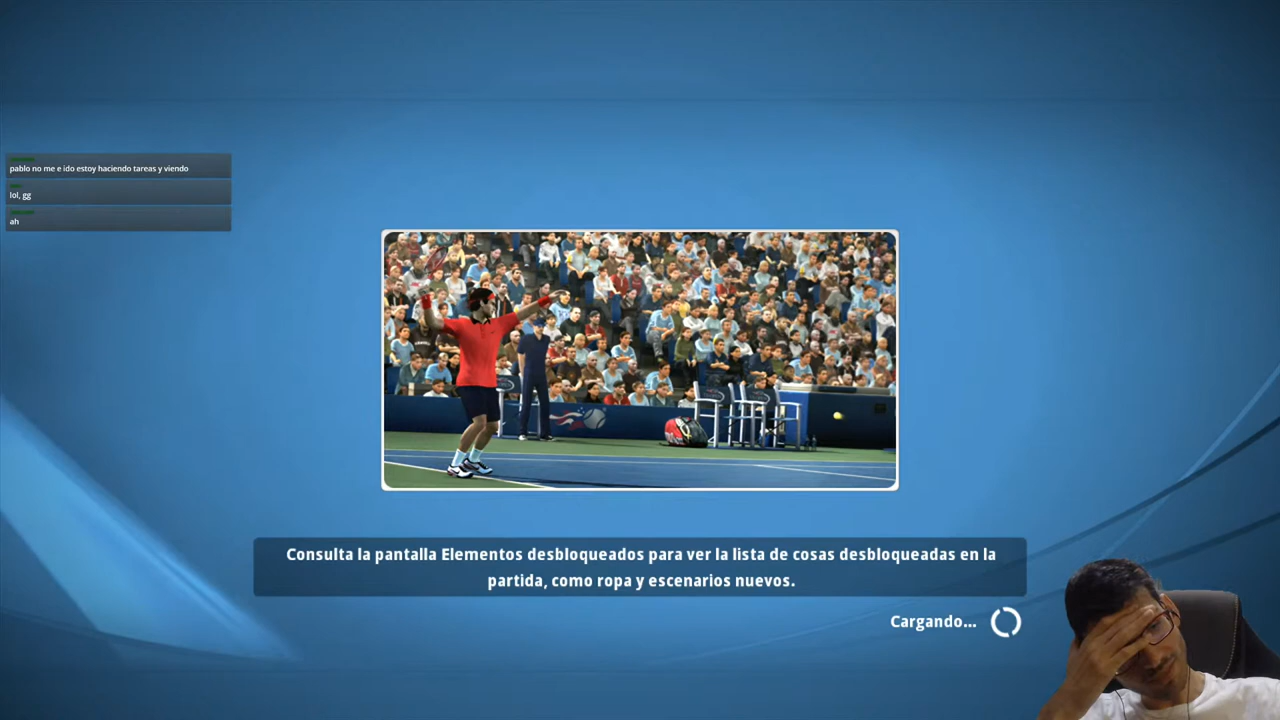 pablo no me e ido estoy haciendo tareas y viendo
lol, gg
ah
Consulta la pantalla Elementos desbloqueados para ver la lista de cosas desbloqueadas en la
partida, como ropa y escenarios nuevos.
Cargando...